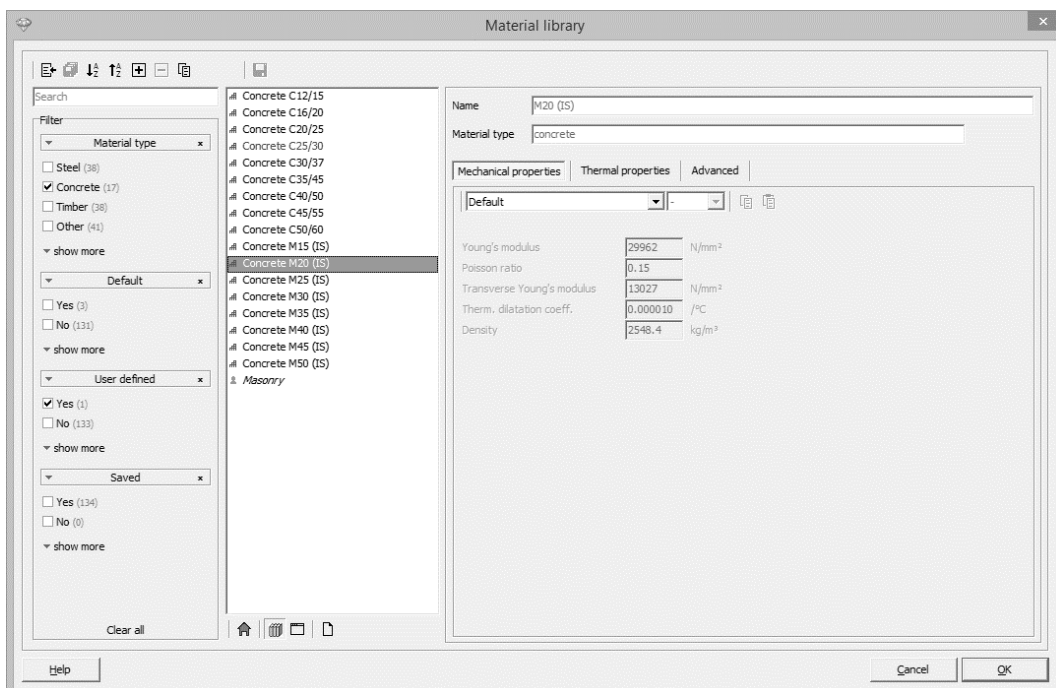 Material library
Search
Filter
Material type
Steel (38)
Concrete (17)
Timber (38)
Other (41)
show more
Default
Yes (3)
No (131)
show more
User defined
Yes (1)
No (133)
show more
Saved
Yes (134)
No (0)
show more
Clear all
Concrete C12/15
Concrete C16/20
Concrete C20/25
Concrete C25/30
Concrete C30/37
Concrete C35/45
Concrete C40/50
Concrete C45/55
Concrete C50/60
Concrete M15 (IS)
Concrete M20 (IS)
Concrete M25 (IS)
Concrete M30 (IS)
Concrete M35 (IS)
Concrete M40 (IS)
Concrete M45 (IS)
Concrete M50 (IS)
Masonry
Name M20 (IS)
Material type concrete
Mechanical properties Thermal properties Advanced
Default -
Young's modulus 29962 N/mm²
Poisson ratio 0.15
Transverse Young's modulus 13027 N/mm²
Therm. dilatation coeff. 0.000010 /°C
Density 2548.4 kg/m³
Help Cancel OK